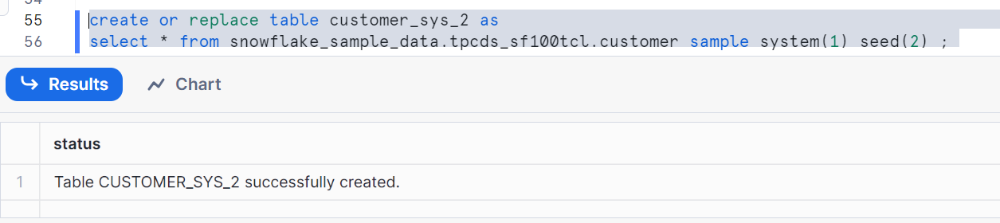 55 create or replace table customer_sys_2 as
56 select * from snowflake_sample_data.tpcds_sf100tcl.customer sample system(1) seed(2) ;
Results Chart
status
1 Table CUSTOMER_SYS_2 successfully created.